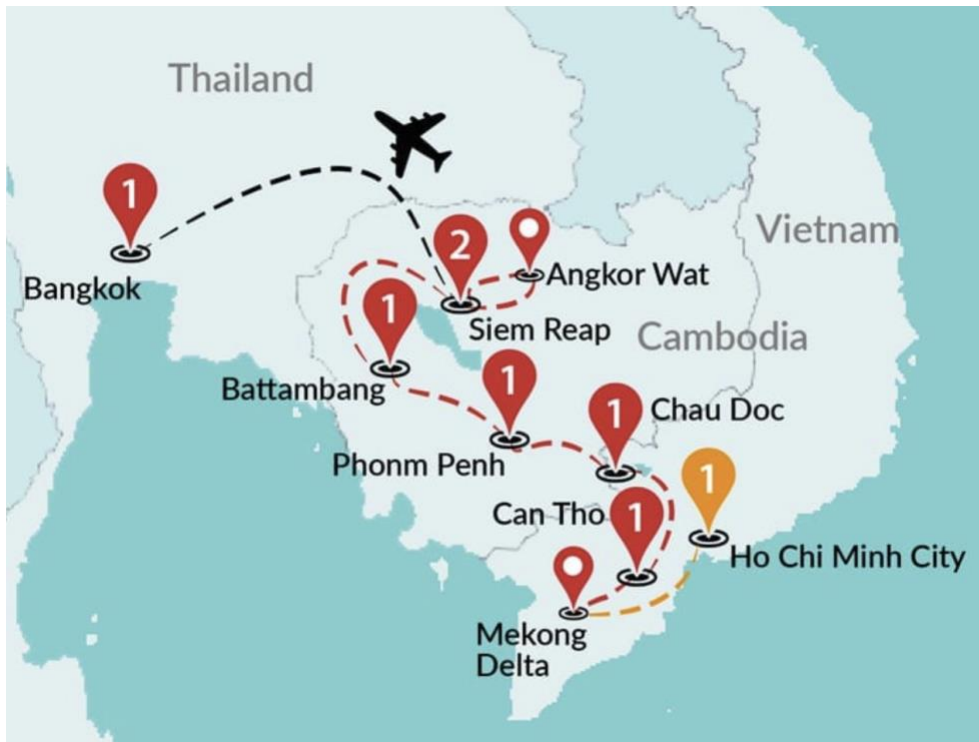 Thailand
1
Bangkok
2
Angkor Wat
Siem Reap
Vietnam
Cambodia
1
Battambang
1
Phonm Penh
1
Chau Doc
Can Tho
1
1
Ho Chi Minh City
Mekong
Delta